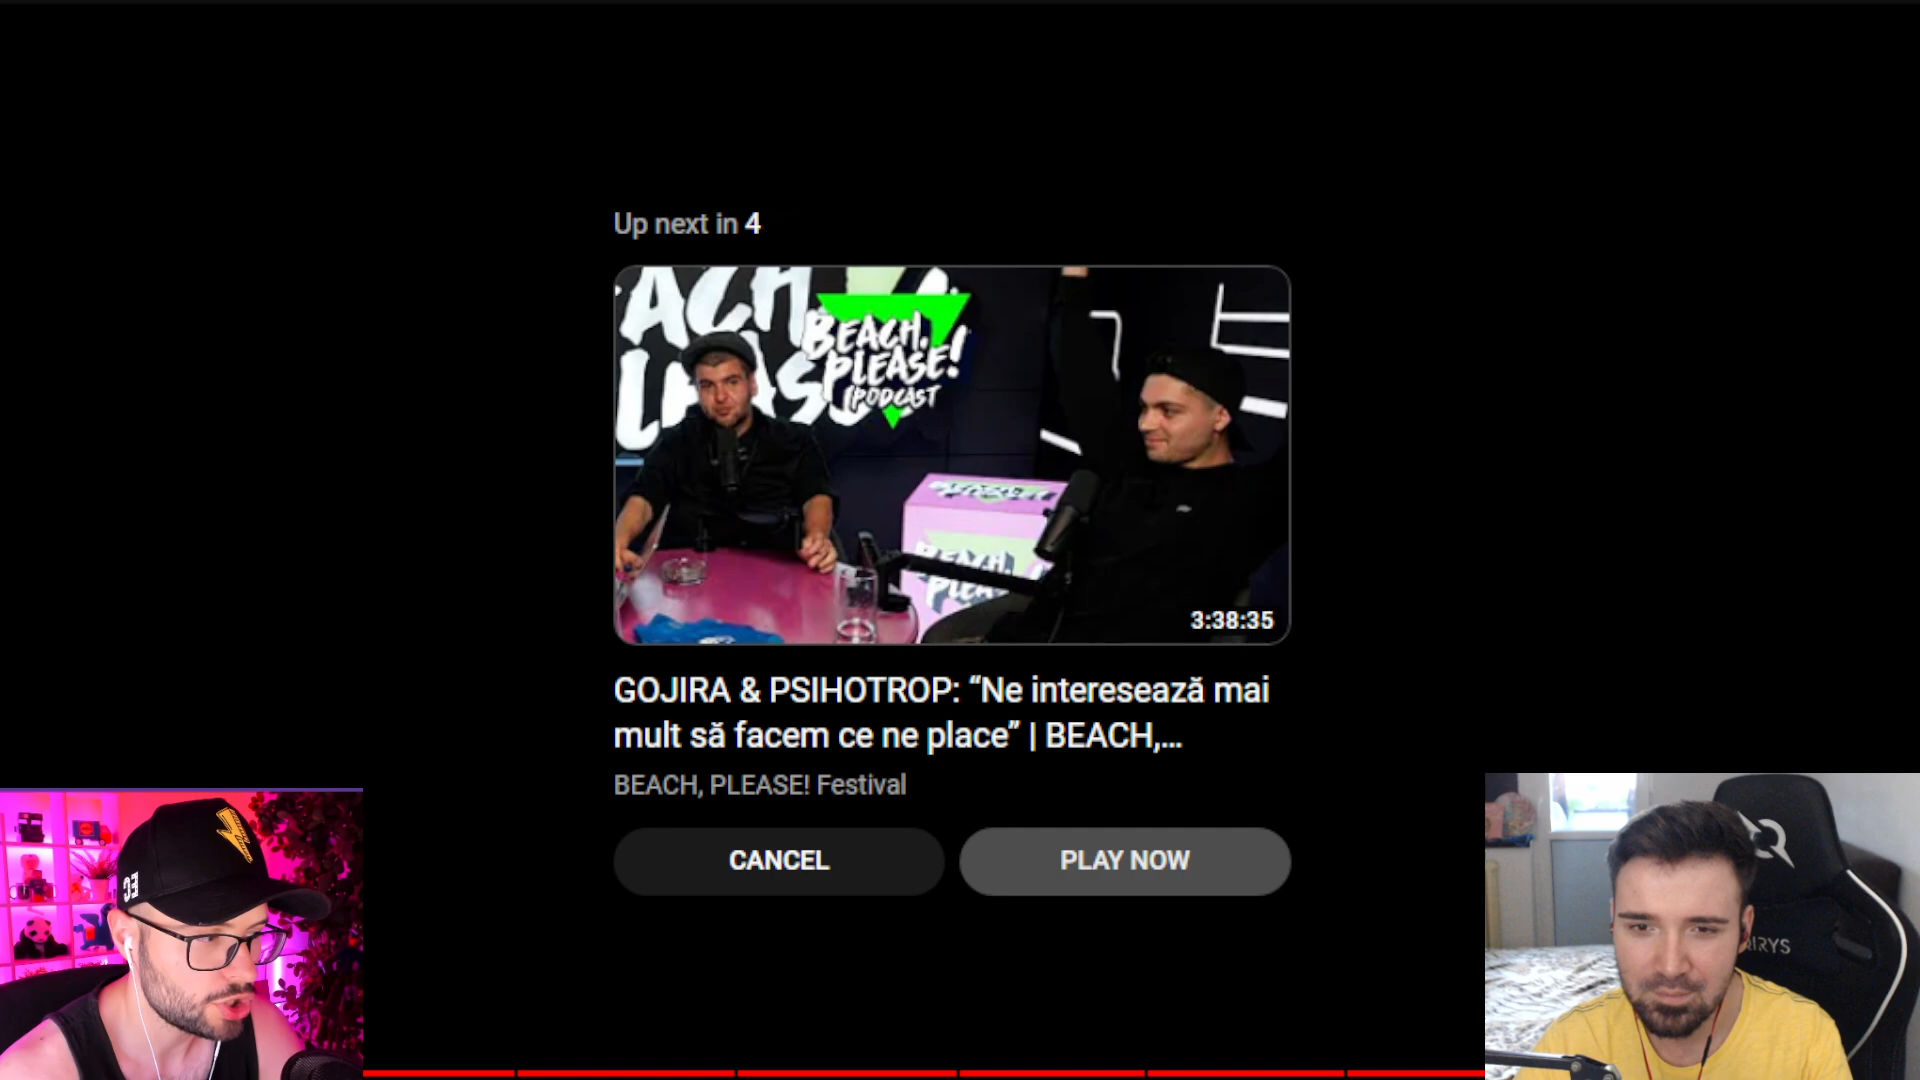 Up next in 4
BEACH,
PLEASE!
PODCAST
3:38:35
GOJIRA & PSIHOTROP: “Ne interesează mai
mult să facem ce ne place” | BEACH,...
BEACH, PLEASE! Festival
CANCEL
PLAY NOW